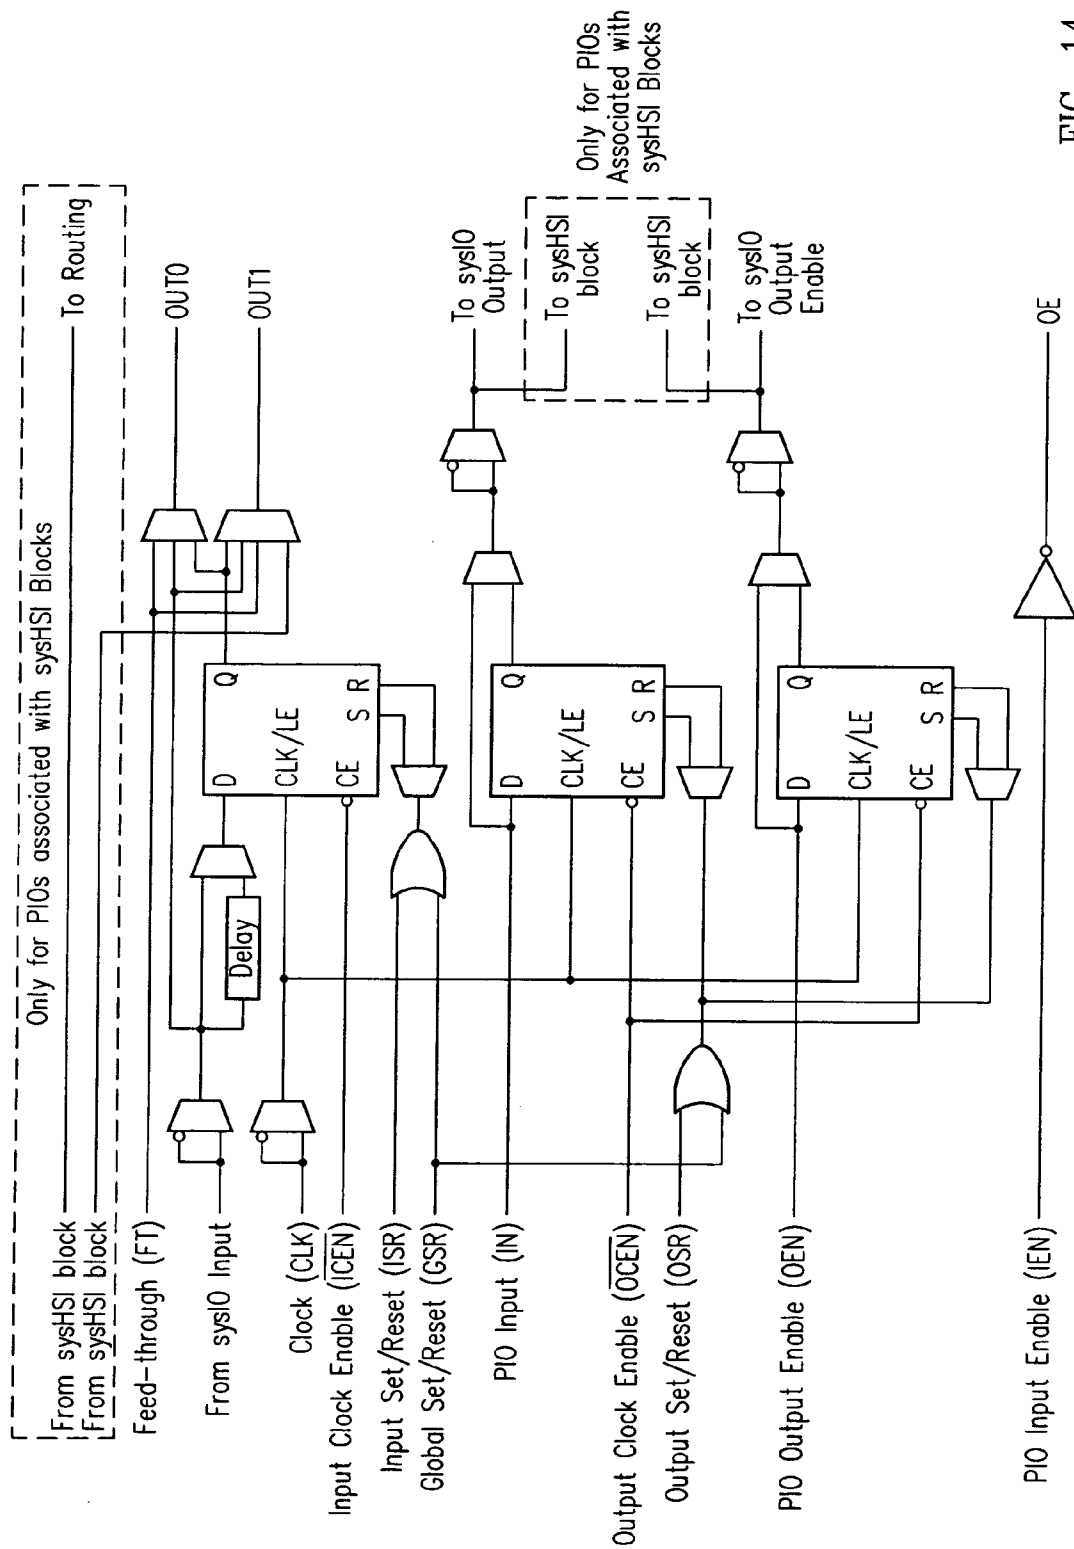 Only for PIOs associated with sysHSI Blocks
From sysHSI block
To Routing
From sysHSI block
Feed-through (FT)
OUT0
OUT1
From sysIO Input
Delay
Clock (CLK)
Input Clock Enable (I̅C̅E̅N̅)
Input Set/Reset (ISR)
Global Set/Reset (GSR)
D
Q
CLK/LE
CE
S
R
PIO Input (IN)
D
Q
CLK/LE
CE
S
R
To sysIO
Output
To sysHSI
block
Only for PIOs
Associated with
sysHSI Blocks
To sysHSI
block
To sysIO
Output
Enable
Output Clock Enable (O̅C̅E̅N̅)
Output Set/Reset (OSR)
PIO Output Enable (OEN)
D
Q
CLK/LE
CE
S
R
PIO Input Enable (IEN)
OE